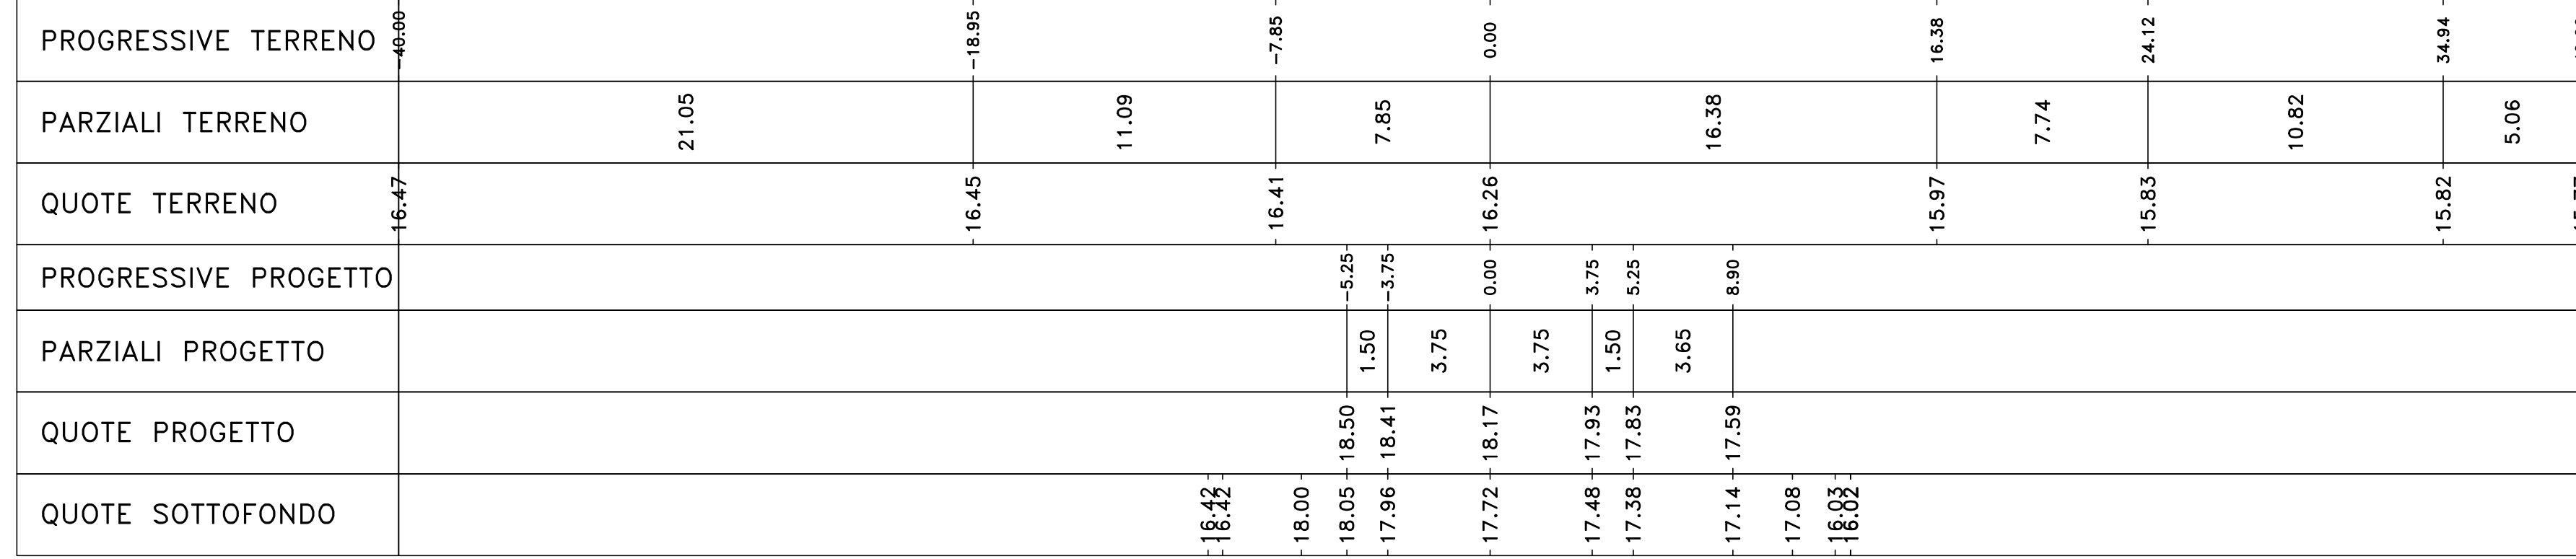 PROGRESSIVE TERRENO -40.00 -18.95 -7.85 0.00 16.38 24.12 34.94
PARZIALI TERRENO 21.05 11.09 7.85 16.38 7.74 10.82 5.06
QUOTE TERRENO 16.47 16.45 16.41 16.26 15.97 15.83 15.82
PROGRESSIVE PROGETTO -5.25 -3.75 0.00 3.75 5.25 8.90
PARZIALI PROGETTO 1.50 3.75 3.75 1.50 3.65
QUOTE PROGETTO 18.50 18.41 18.17 17.93 17.83 17.59
QUOTE SOTTOFONDO 16.42 16.42 18.00 18.05 17.96 17.72 17.48 17.38 17.14 17.08 16.03 16.02